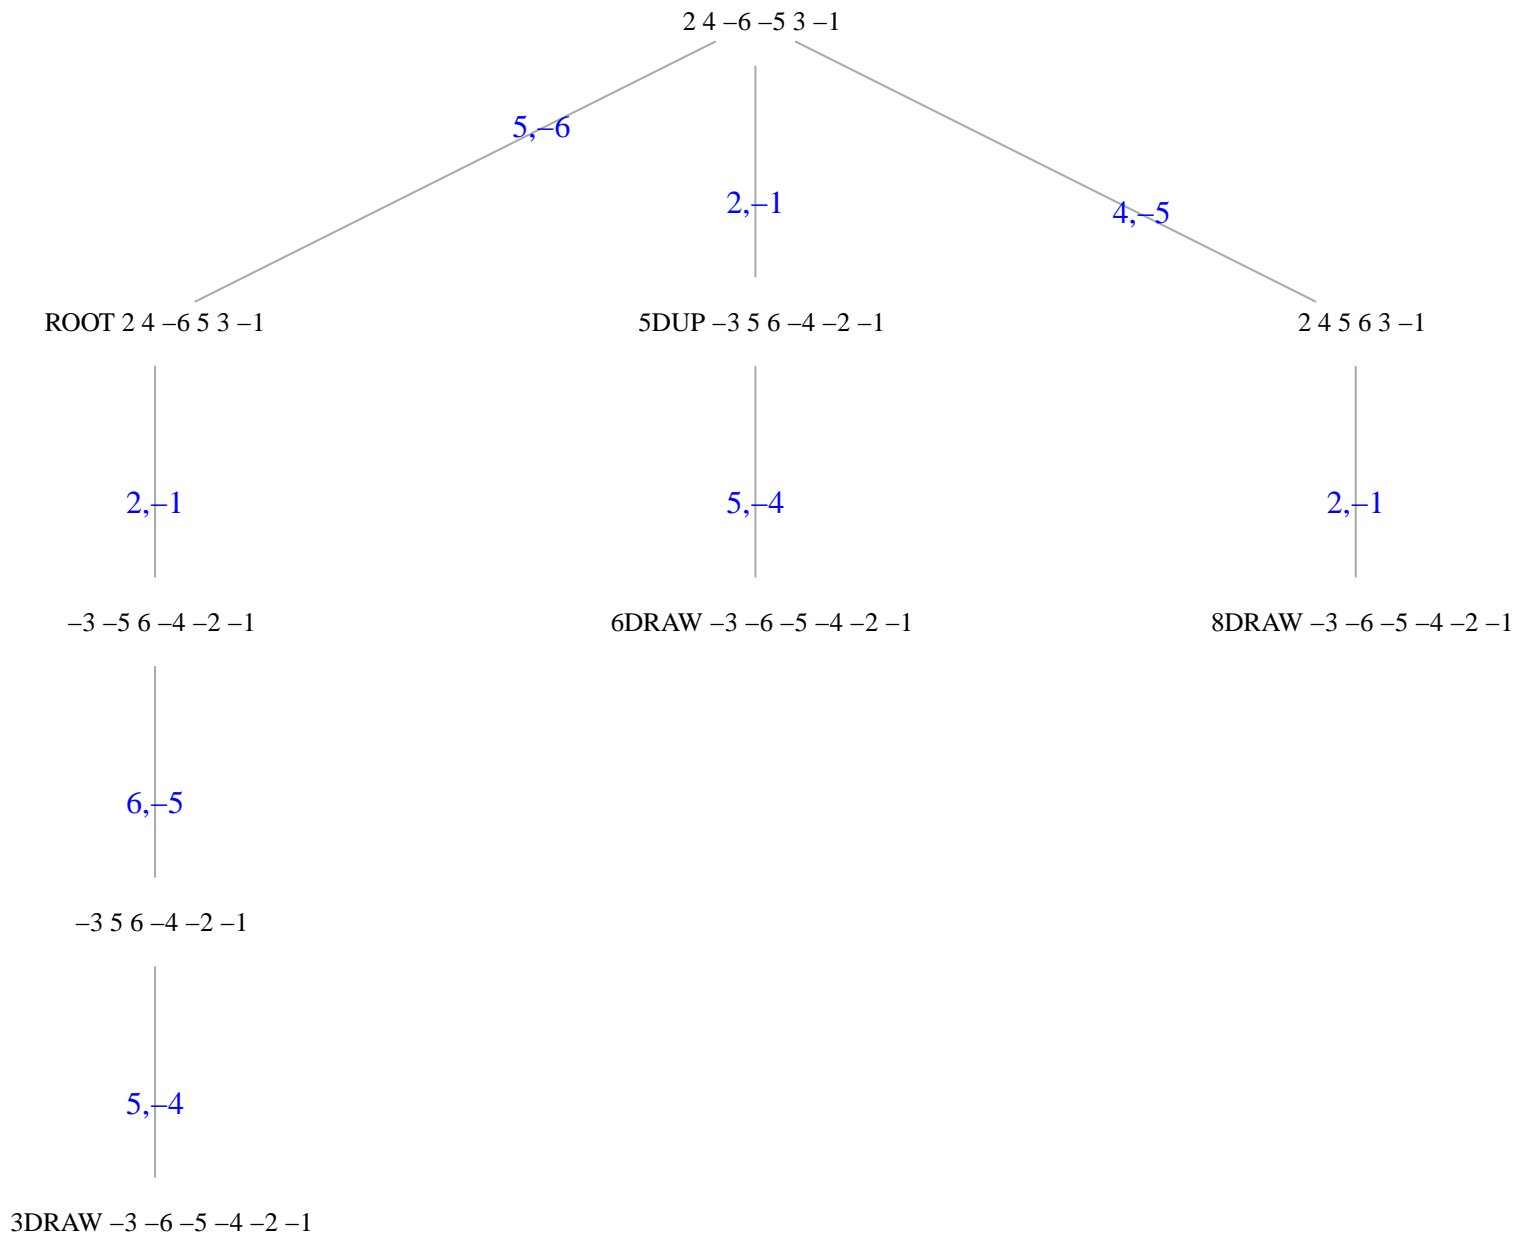 2 4 –6 –5 3 –1
5,–6
2,–1
4,–5
ROOT 2 4 –6 5 3 –1
5DUP –3 5 6 –4 –2 –1
2 4 5 6 3 –1
2,–1
5,–4
2,–1
–3 –5 6 –4 –2 –1
6DRAW –3 –6 –5 –4 –2 –1
8DRAW –3 –6 –5 –4 –2 –1
6,–5
–3 5 6 –4 –2 –1
5,–4
3DRAW –3 –6 –5 –4 –2 –1